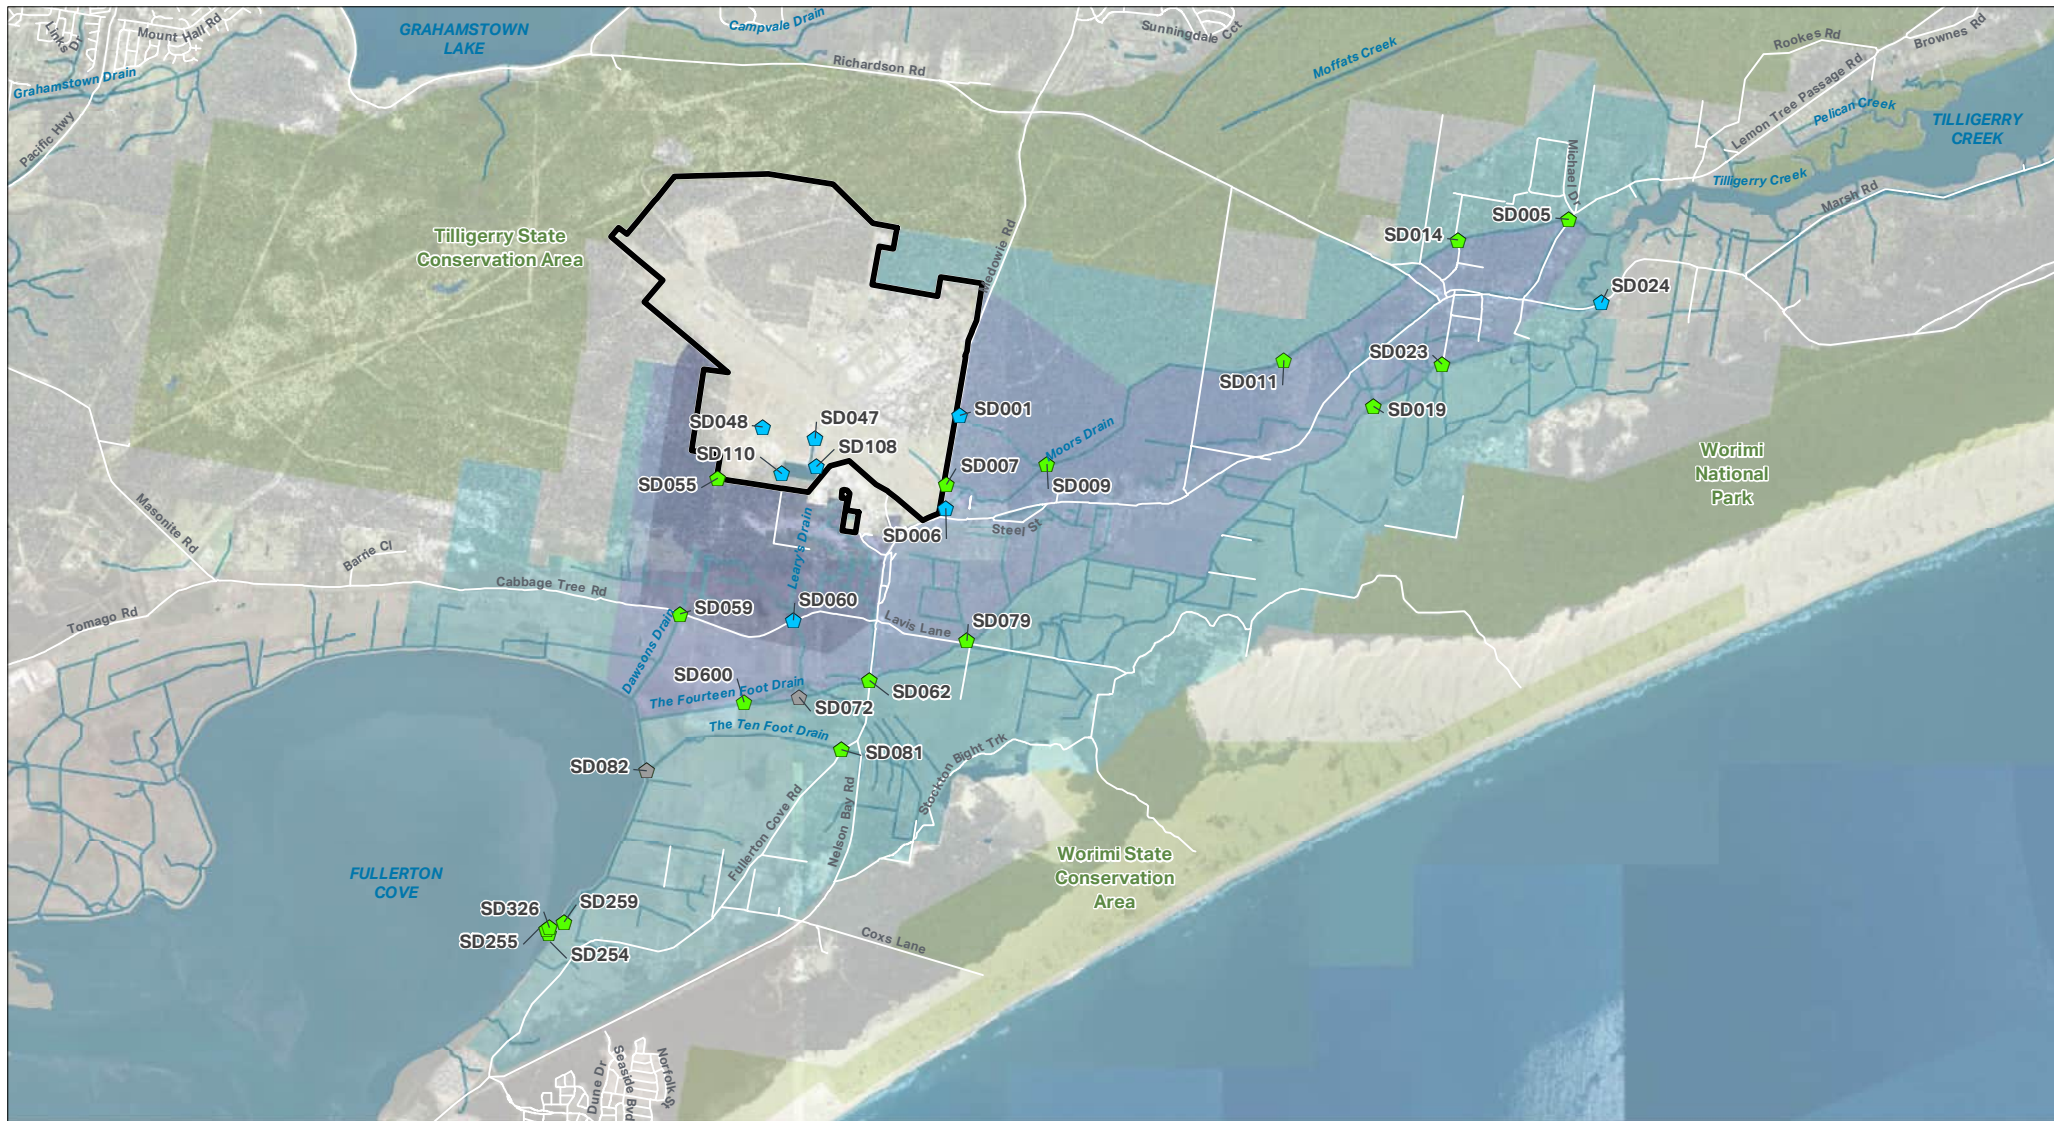 GRAHAMSTOWN
LAKE
Campvale Drain
Sunningdale Cct
Links Dr
Mount Hall Rd
Grahamstown Drain
Pacific Hwy
Richardson Rd
Moffats Creek
Rookes Rd
Brownes Rd
Lemon Tree Passage Rd
Pelican Creek
TILLIGERRY
CREEK
Michael Dr
Tilligerry Creek
Marsh Rd
Tilligerry State
Conservation Area
Medowie Rd
SD005
SD014
SD024
SD023
SD011
SD019
SD001
SD048
SD047
SD110
SD108
SD055
SD007
Moors Drain
SD009
SD006
Steel St
Worimi
National
Park
Masonite Rd
Barrie Cl
Cabbage Tree Rd
Tomago Rd
Leary's Drain
SD059
SD060
Dawsons Drain
Lavis Lane
SD079
SD600
The Fourteen Foot Drain
SD072
SD062
The Ten Foot Drain
SD081
SD082
Stockton Bight Trk
Fullerton Cove Rd
Nelson Bay Rd
FULLERTON
COVE
Worimi State
Conservation
Area
SD326
SD259
SD255
SD254
Coxs Lane
Dune Dr
Seaside Bvd
Norfolk St